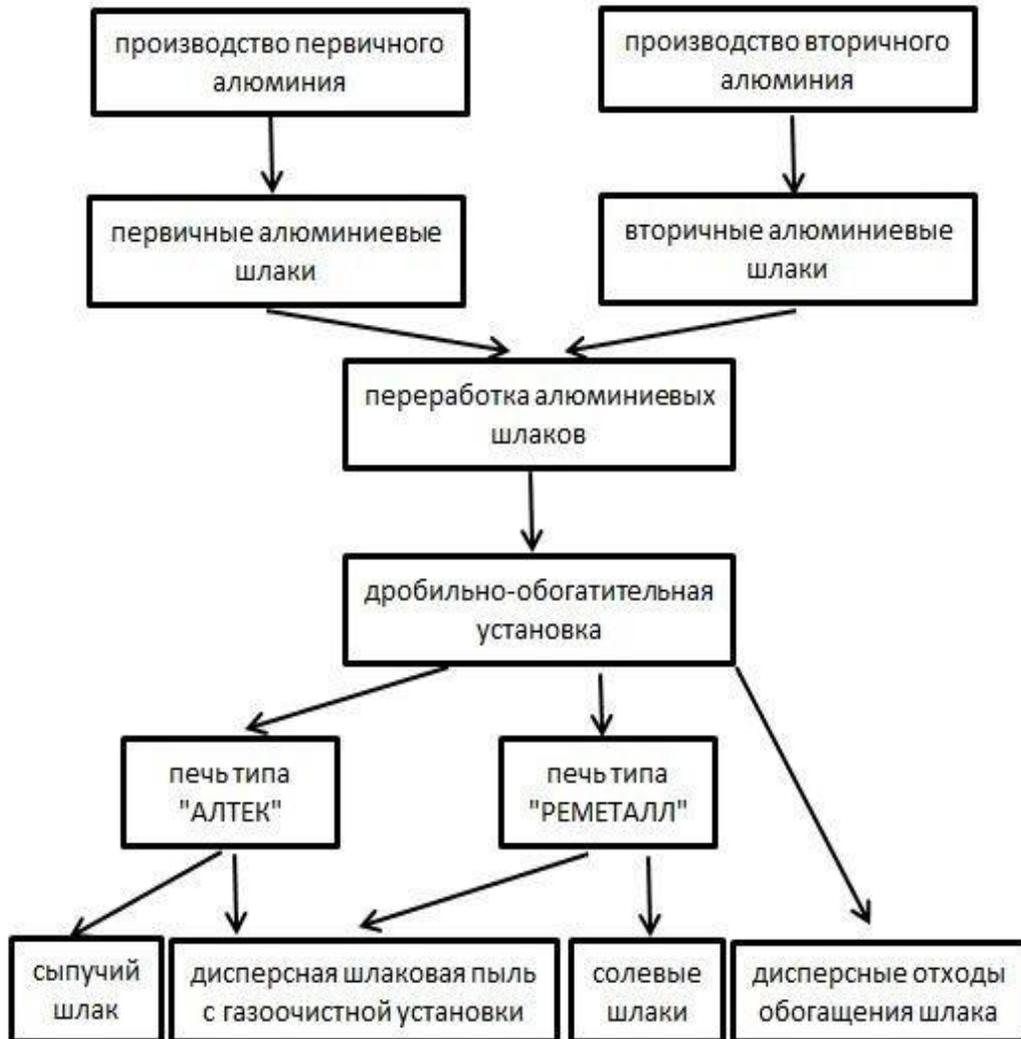 производство первичного
алюминия
производство вторичного
алюминия
первичные алюминиевые
шлаки
вторичные алюминиевые
шлаки
переработка алюминиевых
шлаков
дробильно-обогатительная
установка
печь типа
"АЛТЕК"
печь типа
"РЕМЕТАЛЛ"
сыпучий
шлак
дисперсная шлаковая пыль
с газоочистной установки
солевые
шлаки
дисперсные отходы
обогащения шлака